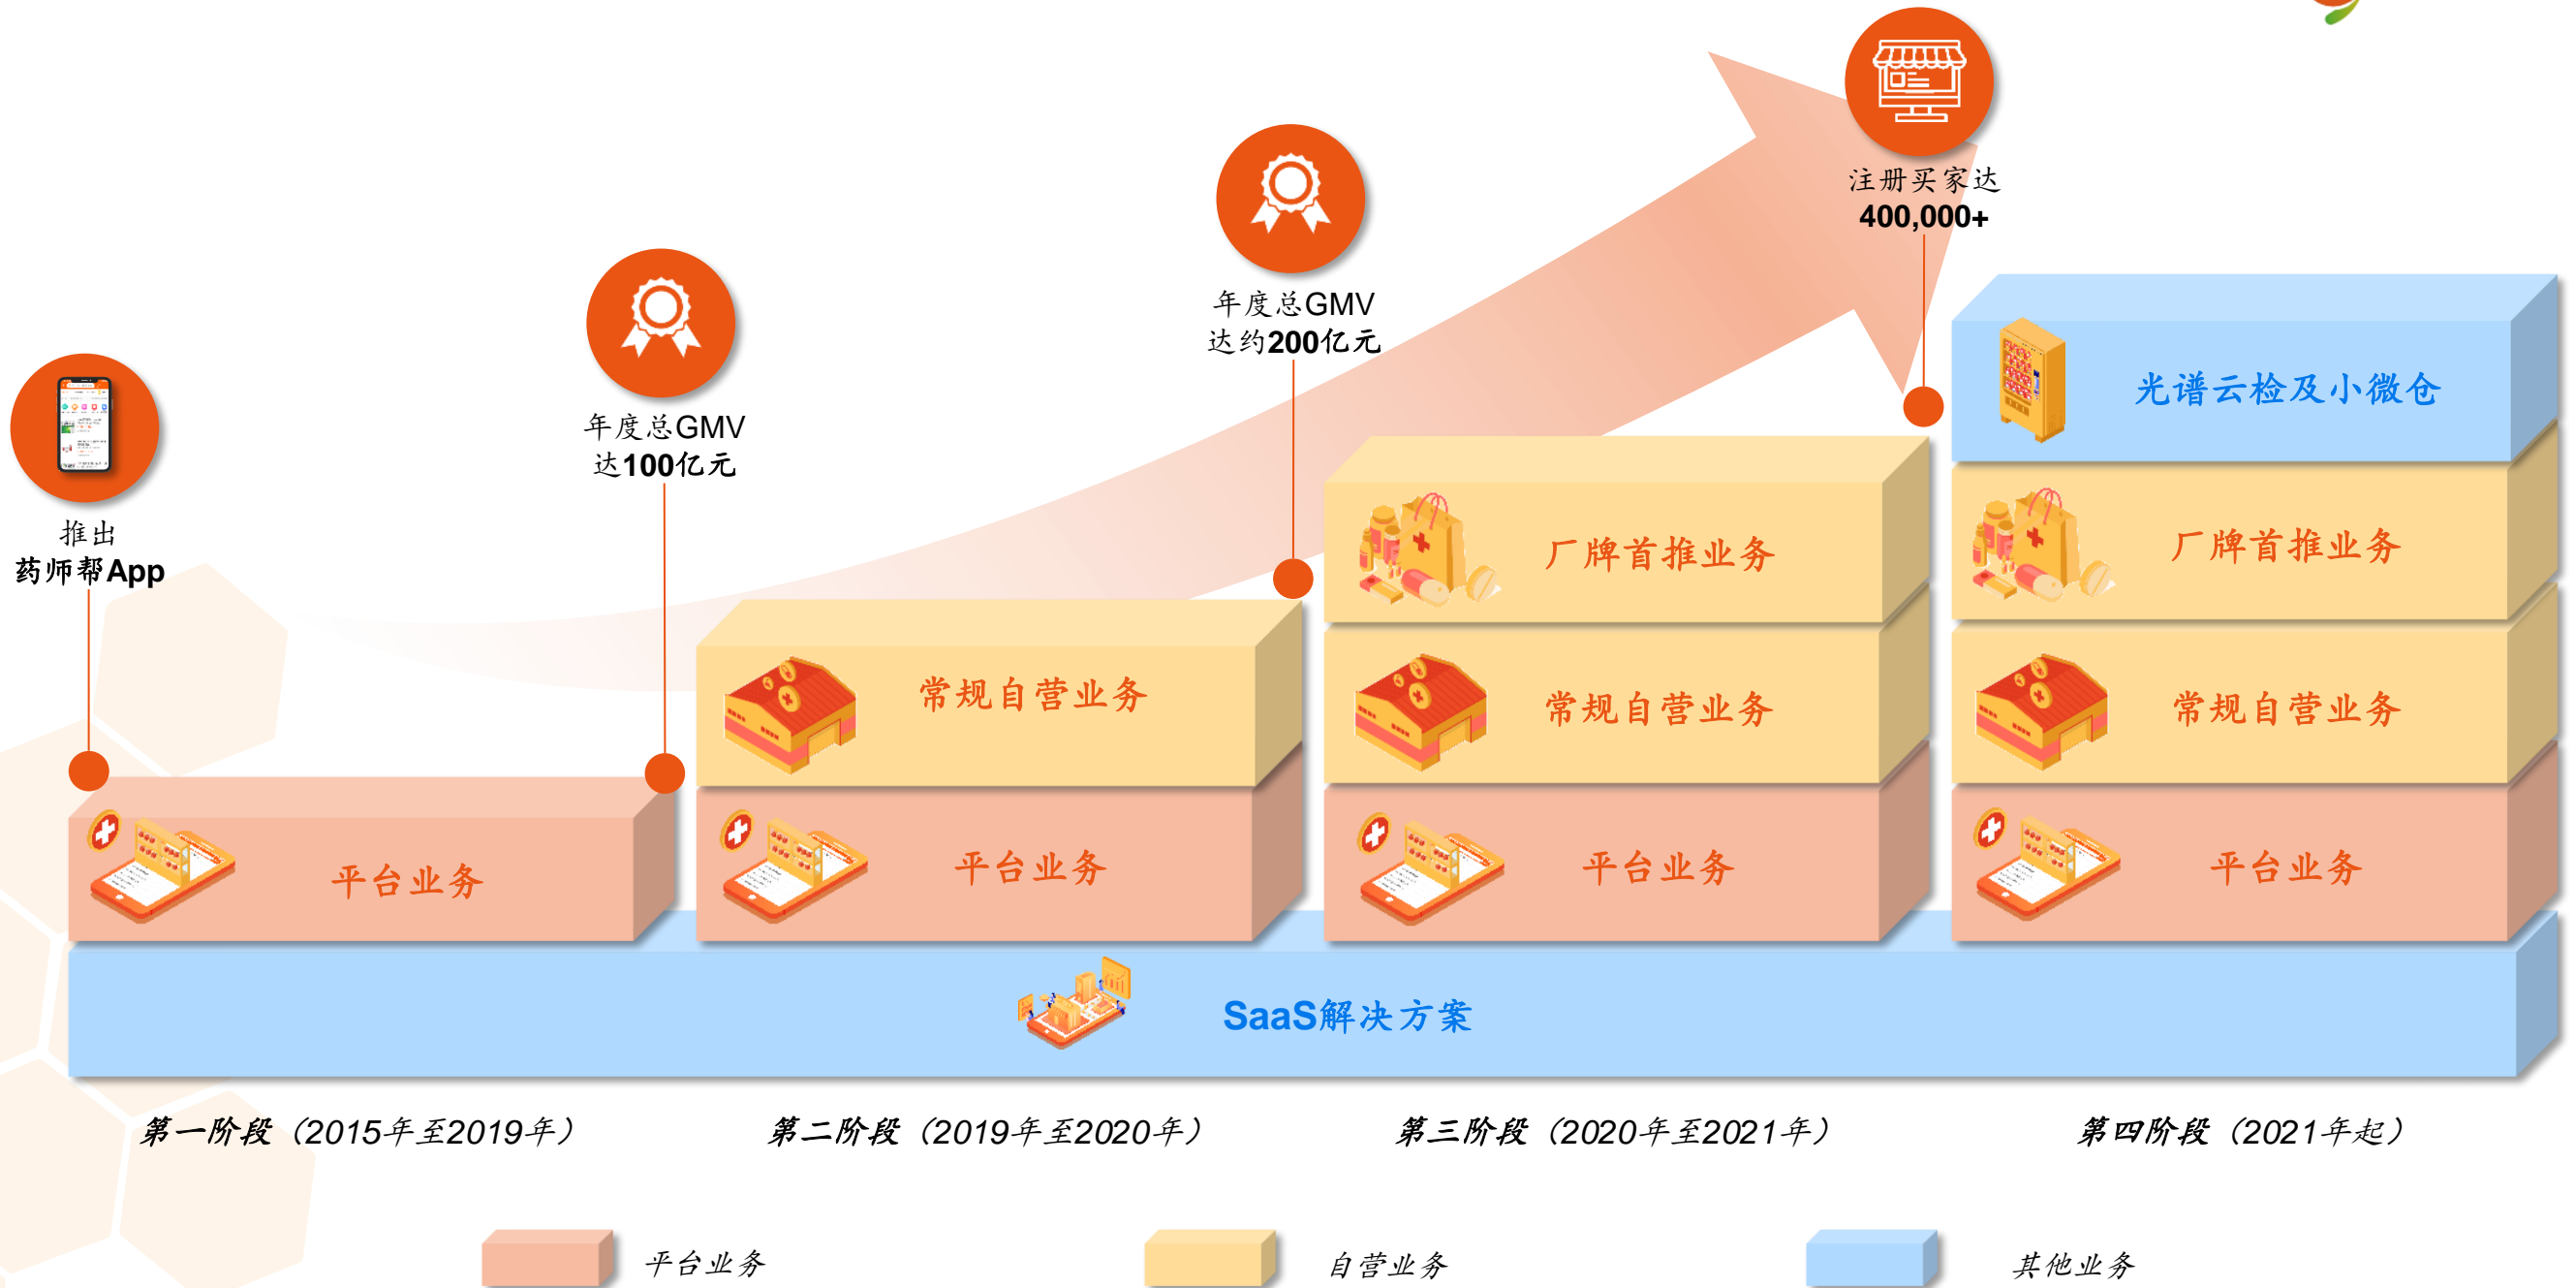 注册买家达
400,000+
年度总GMV
达约200亿元
年度总GMV
达100亿元
推出
药师帮App
光谱云检及小微仓
厂牌首推业务
厂牌首推业务
常规自营业务
常规自营业务
常规自营业务
平台业务
平台业务
平台业务
平台业务
SaaS解决方案
第一阶段（2015年至2019年）
第二阶段（2019年至2020年）
第三阶段（2020年至2021年）
第四阶段（2021年起）
平台业务
自营业务
其他业务